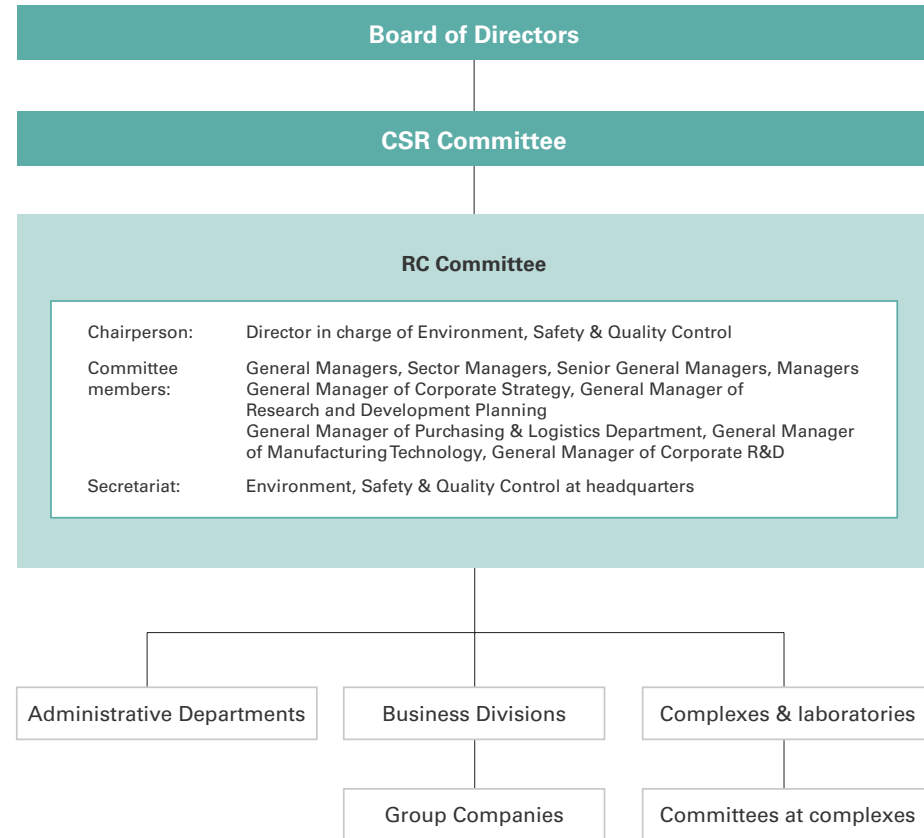 Board of Directors
CSR Committee
RC Committee
Chairperson: Director in charge of Environment, Safety & Quality Control
Committee members: General Managers, Sector Managers, Senior General Managers, Managers
General Manager of Corporate Strategy, General Manager of
Research and Development Planning
General Manager of Purchasing & Logistics Department, General Manager
of Manufacturing Technology, General Manager of Corporate R&D
Secretariat: Environment, Safety & Quality Control at headquarters
Administrative Departments
Business Divisions
Complexes & laboratories
Group Companies
Committees at complexes